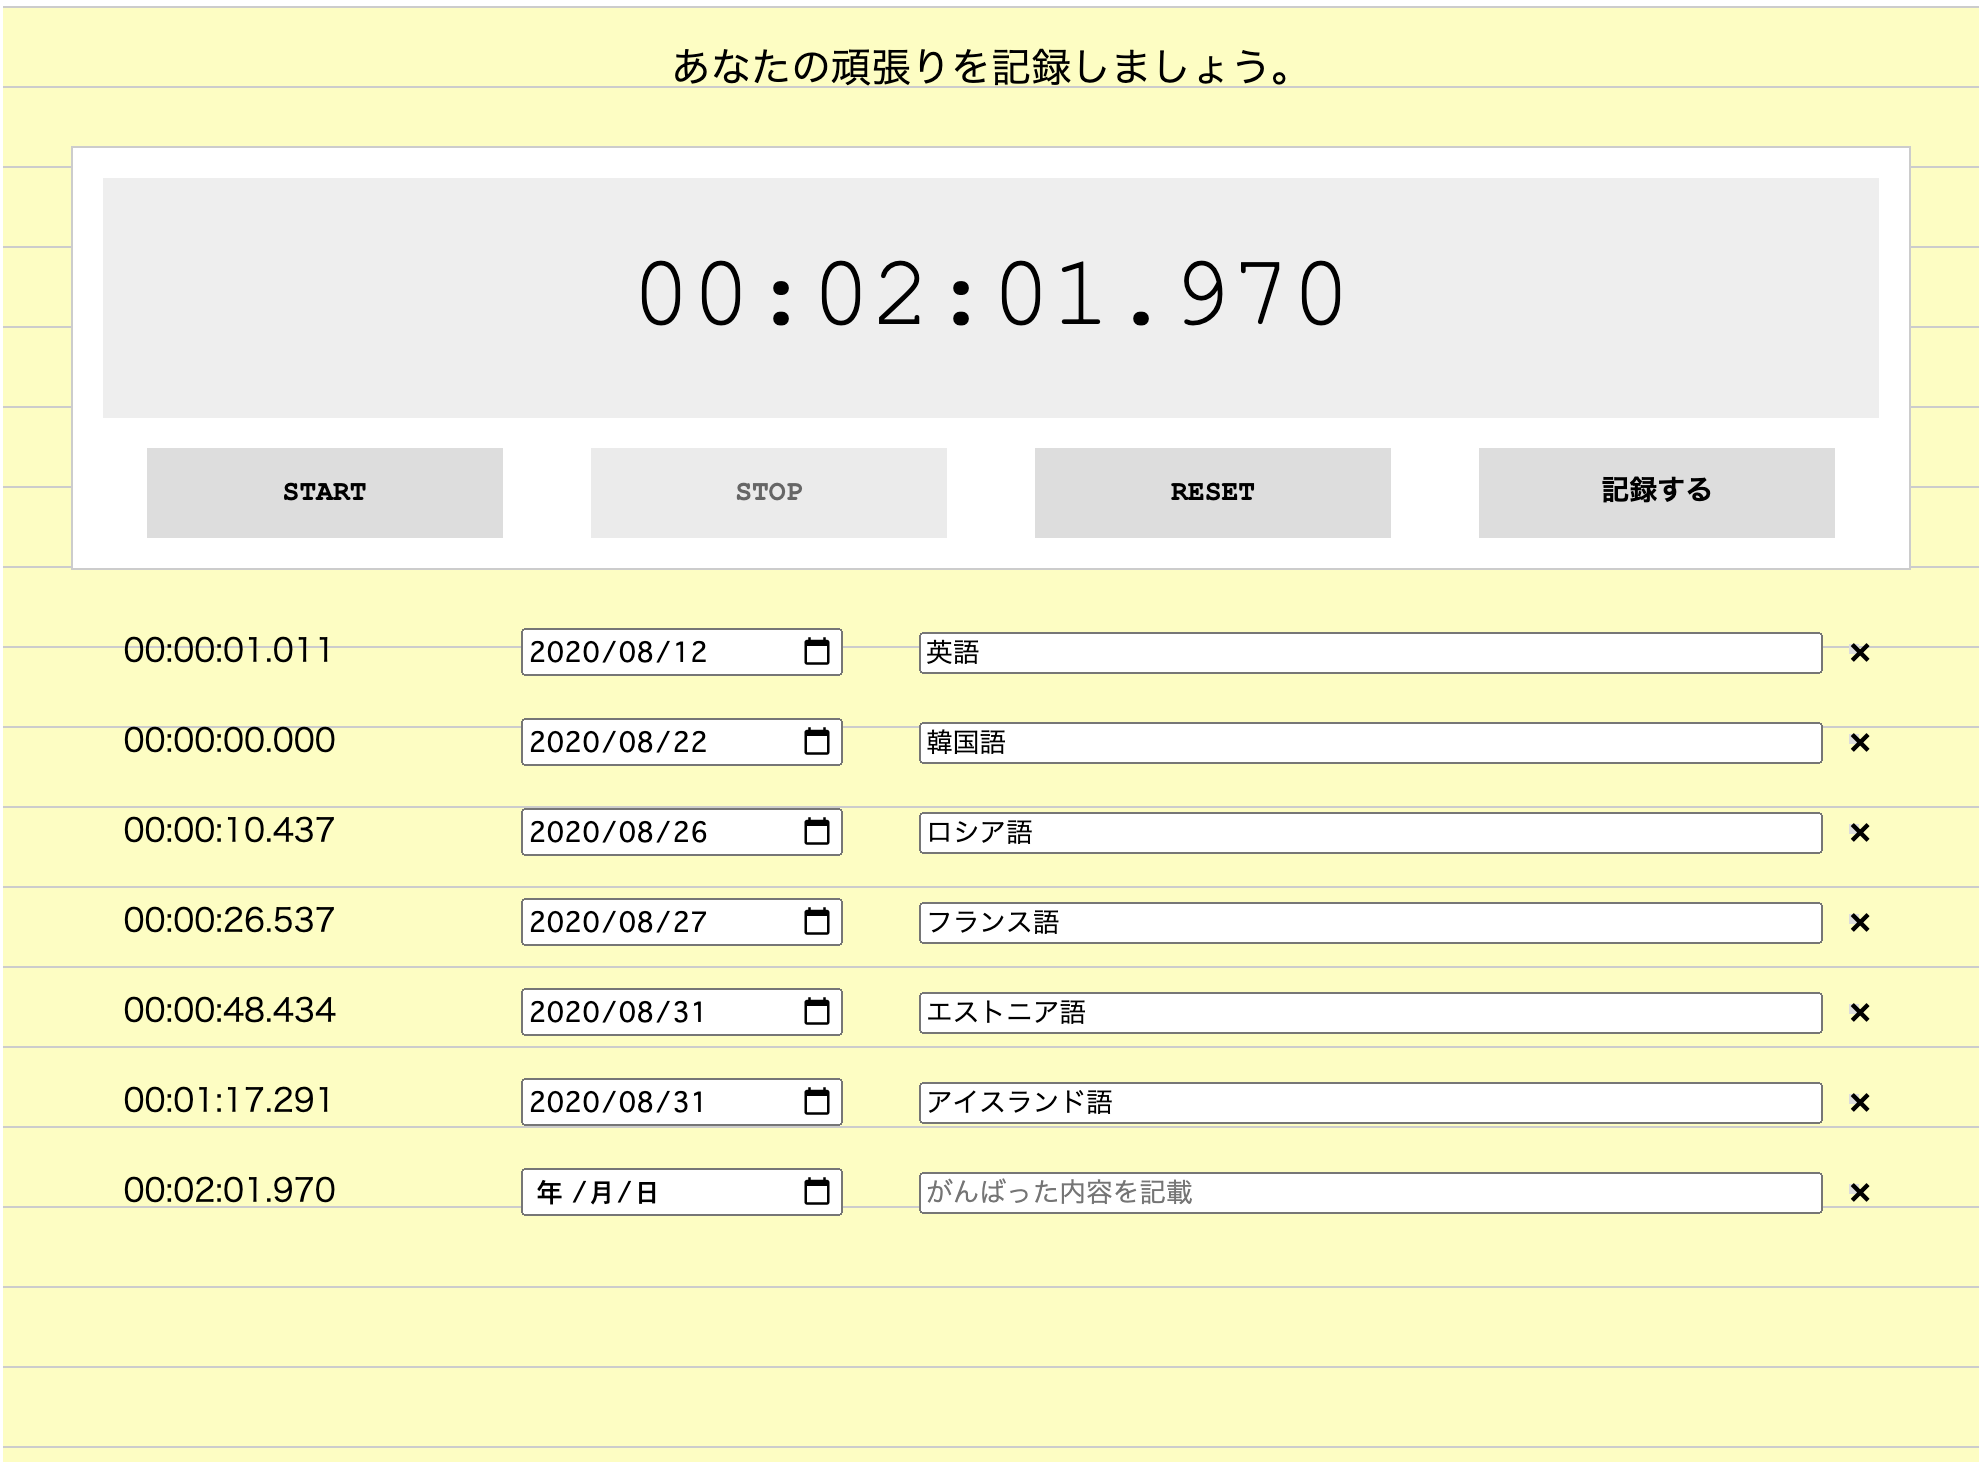 あなたの頑張りを記録しましょう。
00:02:01.970
START STOP RESET 記録する
00:00:01.011 2020/08/12 英語 ×
00:00:00.000 2020/08/22 韓国語 ×
00:00:10.437 2020/08/26 ロシア語 ×
00:00:26.537 2020/08/27 フランス語 ×
00:00:48.434 2020/08/31 エストニア語 ×
00:01:17.291 2020/08/31 アイスランド語 ×
00:02:01.970 年 /月/日 がんばった内容を記載 ×